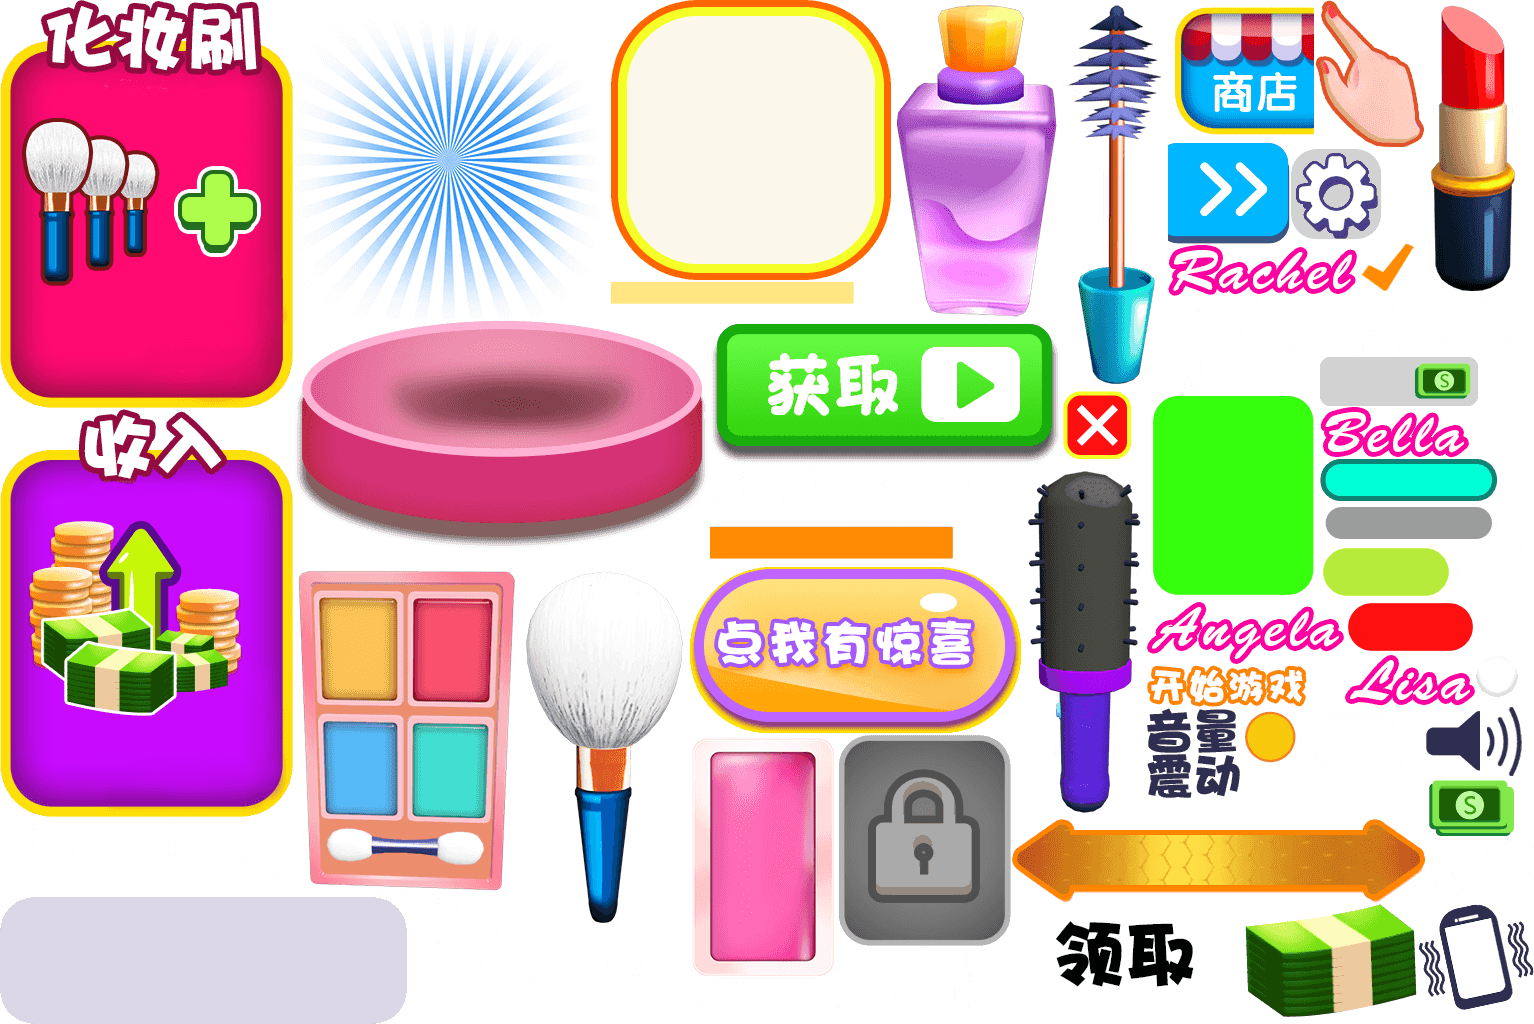 化妆刷
商店
Rachel
获取
收入
Bella
点我有惊喜
Angela
开始游戏
Lisa
音量
震动
领取